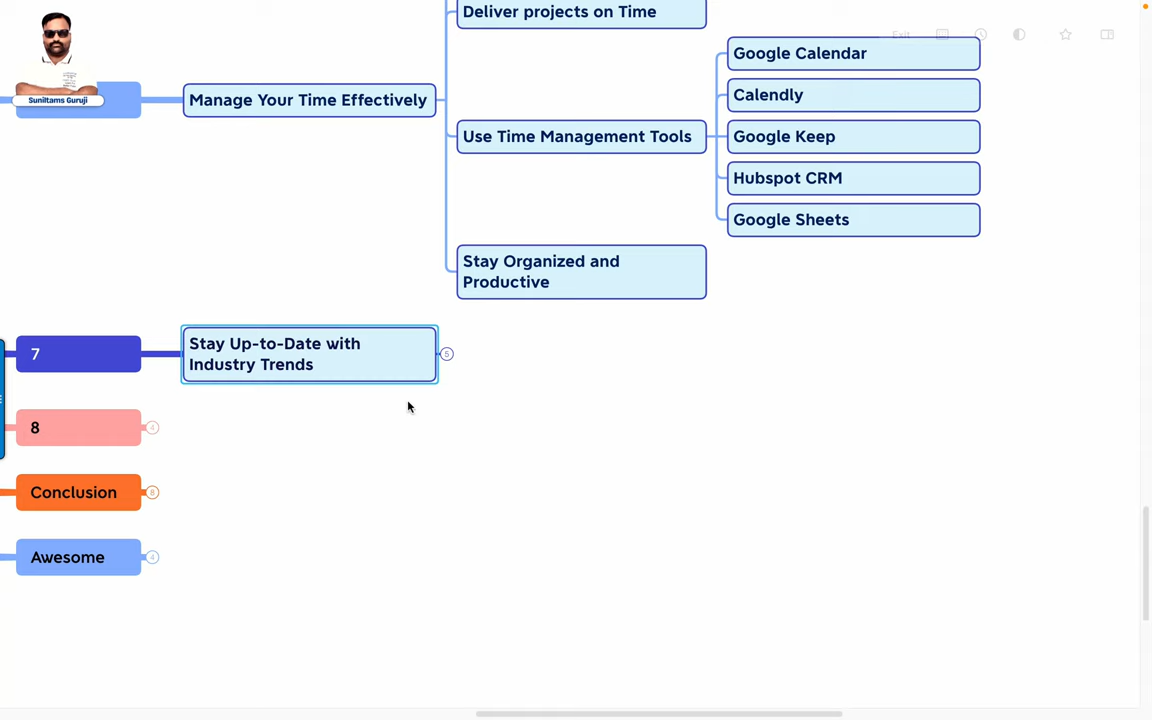 Deliver projects on Time
Exit
Google Calendar
Suniltams Guruji
Manage Your Time Effectively
Calendly
Use Time Management Tools
Google Keep
Hubspot CRM
Google Sheets
Stay Organized and
Productive
7
Stay Up-to-Date with
Industry Trends
5
8
4
Conclusion
8
Awesome
4